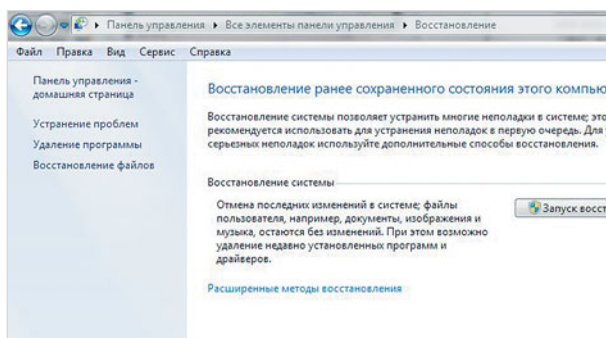 Панель управления ▸ Все элементы панели управления ▸ Восстановление
Файл Правка Вид Сервис Справка
Панель управления -
домашняя страница
Устранение проблем
Удаление программы
Восстановление файлов
Восстановление ранее сохраненного состояния этого компью
Восстановление системы позволяет устранить многие неполадки в системе; это
рекомендуется использовать для устранения неполадок в первую очередь. Для
серьезных неполадок используйте дополнительные способы восстановления.
Восстановление системы
Отмена последних изменений в системе; файлы
пользователя, например, документы, изображения и
музыка, остаются без изменений. При этом возможно
удаление недавно установленных программ и
драйверов.
Запуск восст
Расширенные методы восстановления